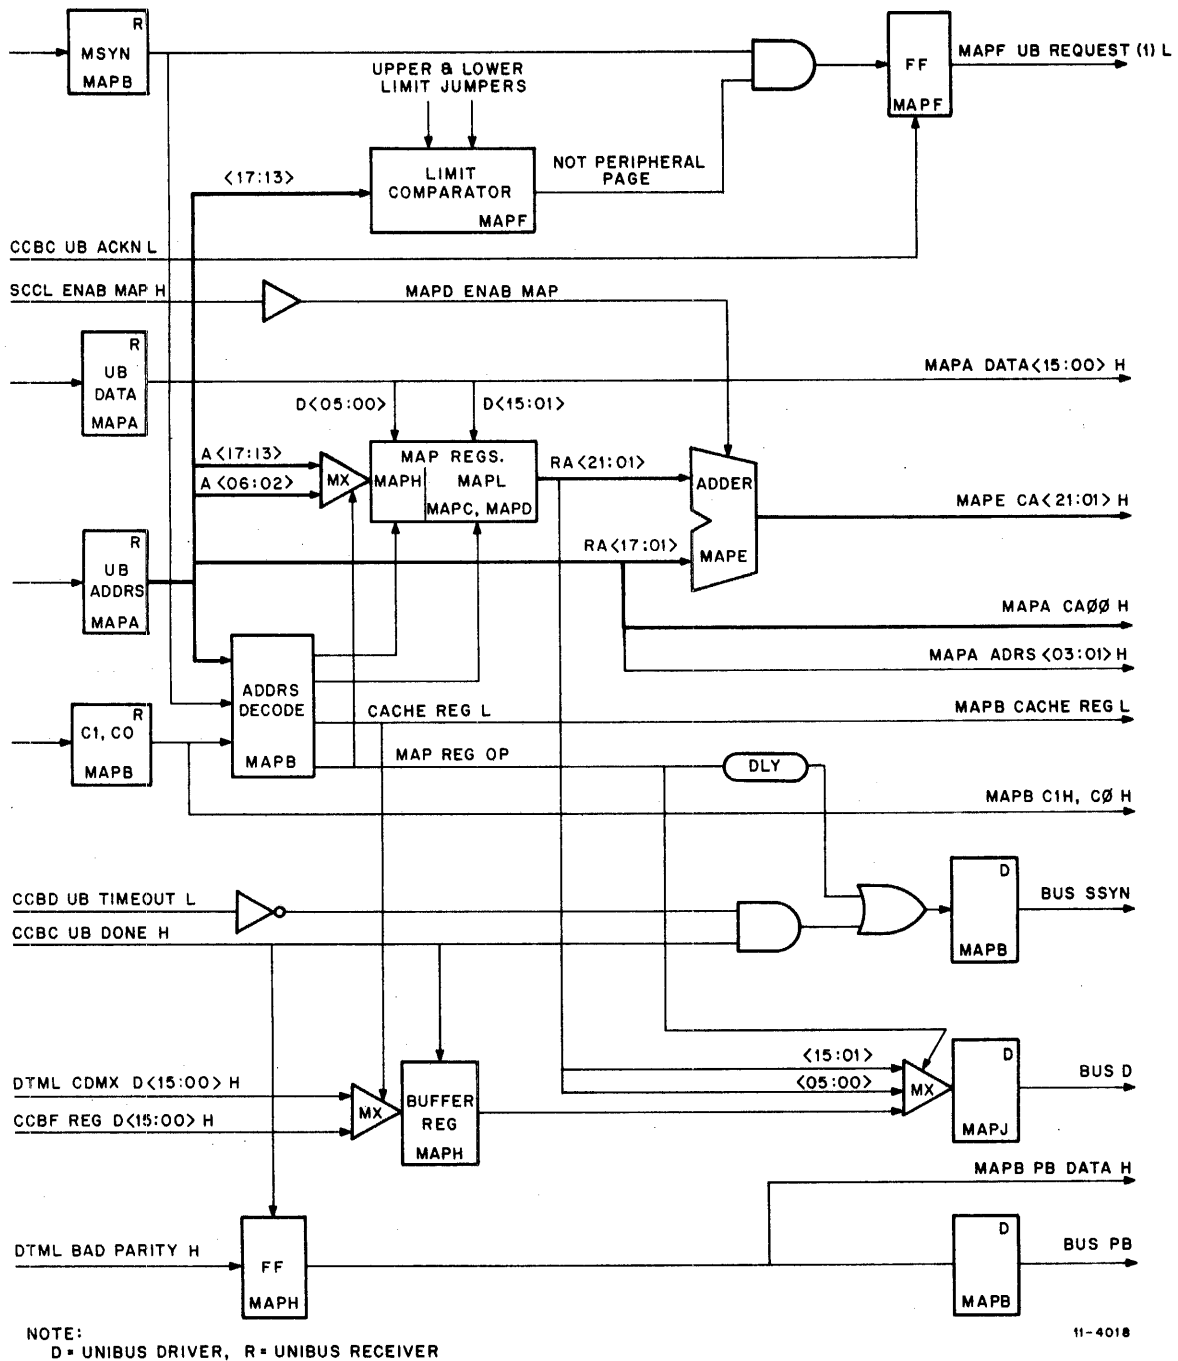 R
MSYN
MAPB
UPPER & LOWER
LIMIT JUMPERS
FF
MAPF
MAPF UB REQUEST (1) L
<17:13>
LIMIT
COMPARATOR
MAPF
NOT PERIPHERAL
PAGE
CCBC UB ACKN L
SCCL ENAB MAP H
MAPD ENAB MAP
R
UB
DATA
MAPA
MAPA DATA<15:00> H
D<05:00>
D<15:01>
A<17:13>
A<06:02>
MX
MAP REGS.
MAPH
MAPL
MAPC, MAPD
RA<21:01>
ADDER
MAPE
MAPE CA<21:01> H
R
UB
ADDRS
MAPA
RA<17:01>
MAPA CAØØ H
MAPA ADRS<03:01> H
ADDRS
DECODE
MAPB
CACHE REG L
MAPB CACHE REG L
R
C1, CO
MAPB
MAP REG OP
DLY
MAPB C1H, CØ H
CCBD UB TIMEOUT L
CCBC UB DONE H
D
MAPB
BUS SSYN
DTML CDMX D<15:00> H
CCBF REG D<15:00> H
MX
BUFFER
REG
MAPH
<15:01>
<05:00>
MX
D
MAPJ
BUS D
MAPB PB DATA H
DTML BAD PARITY H
FF
MAPH
D
MAPB
BUS PB
NOTE:
D = UNIBUS DRIVER, R = UNIBUS RECEIVER
11-4018